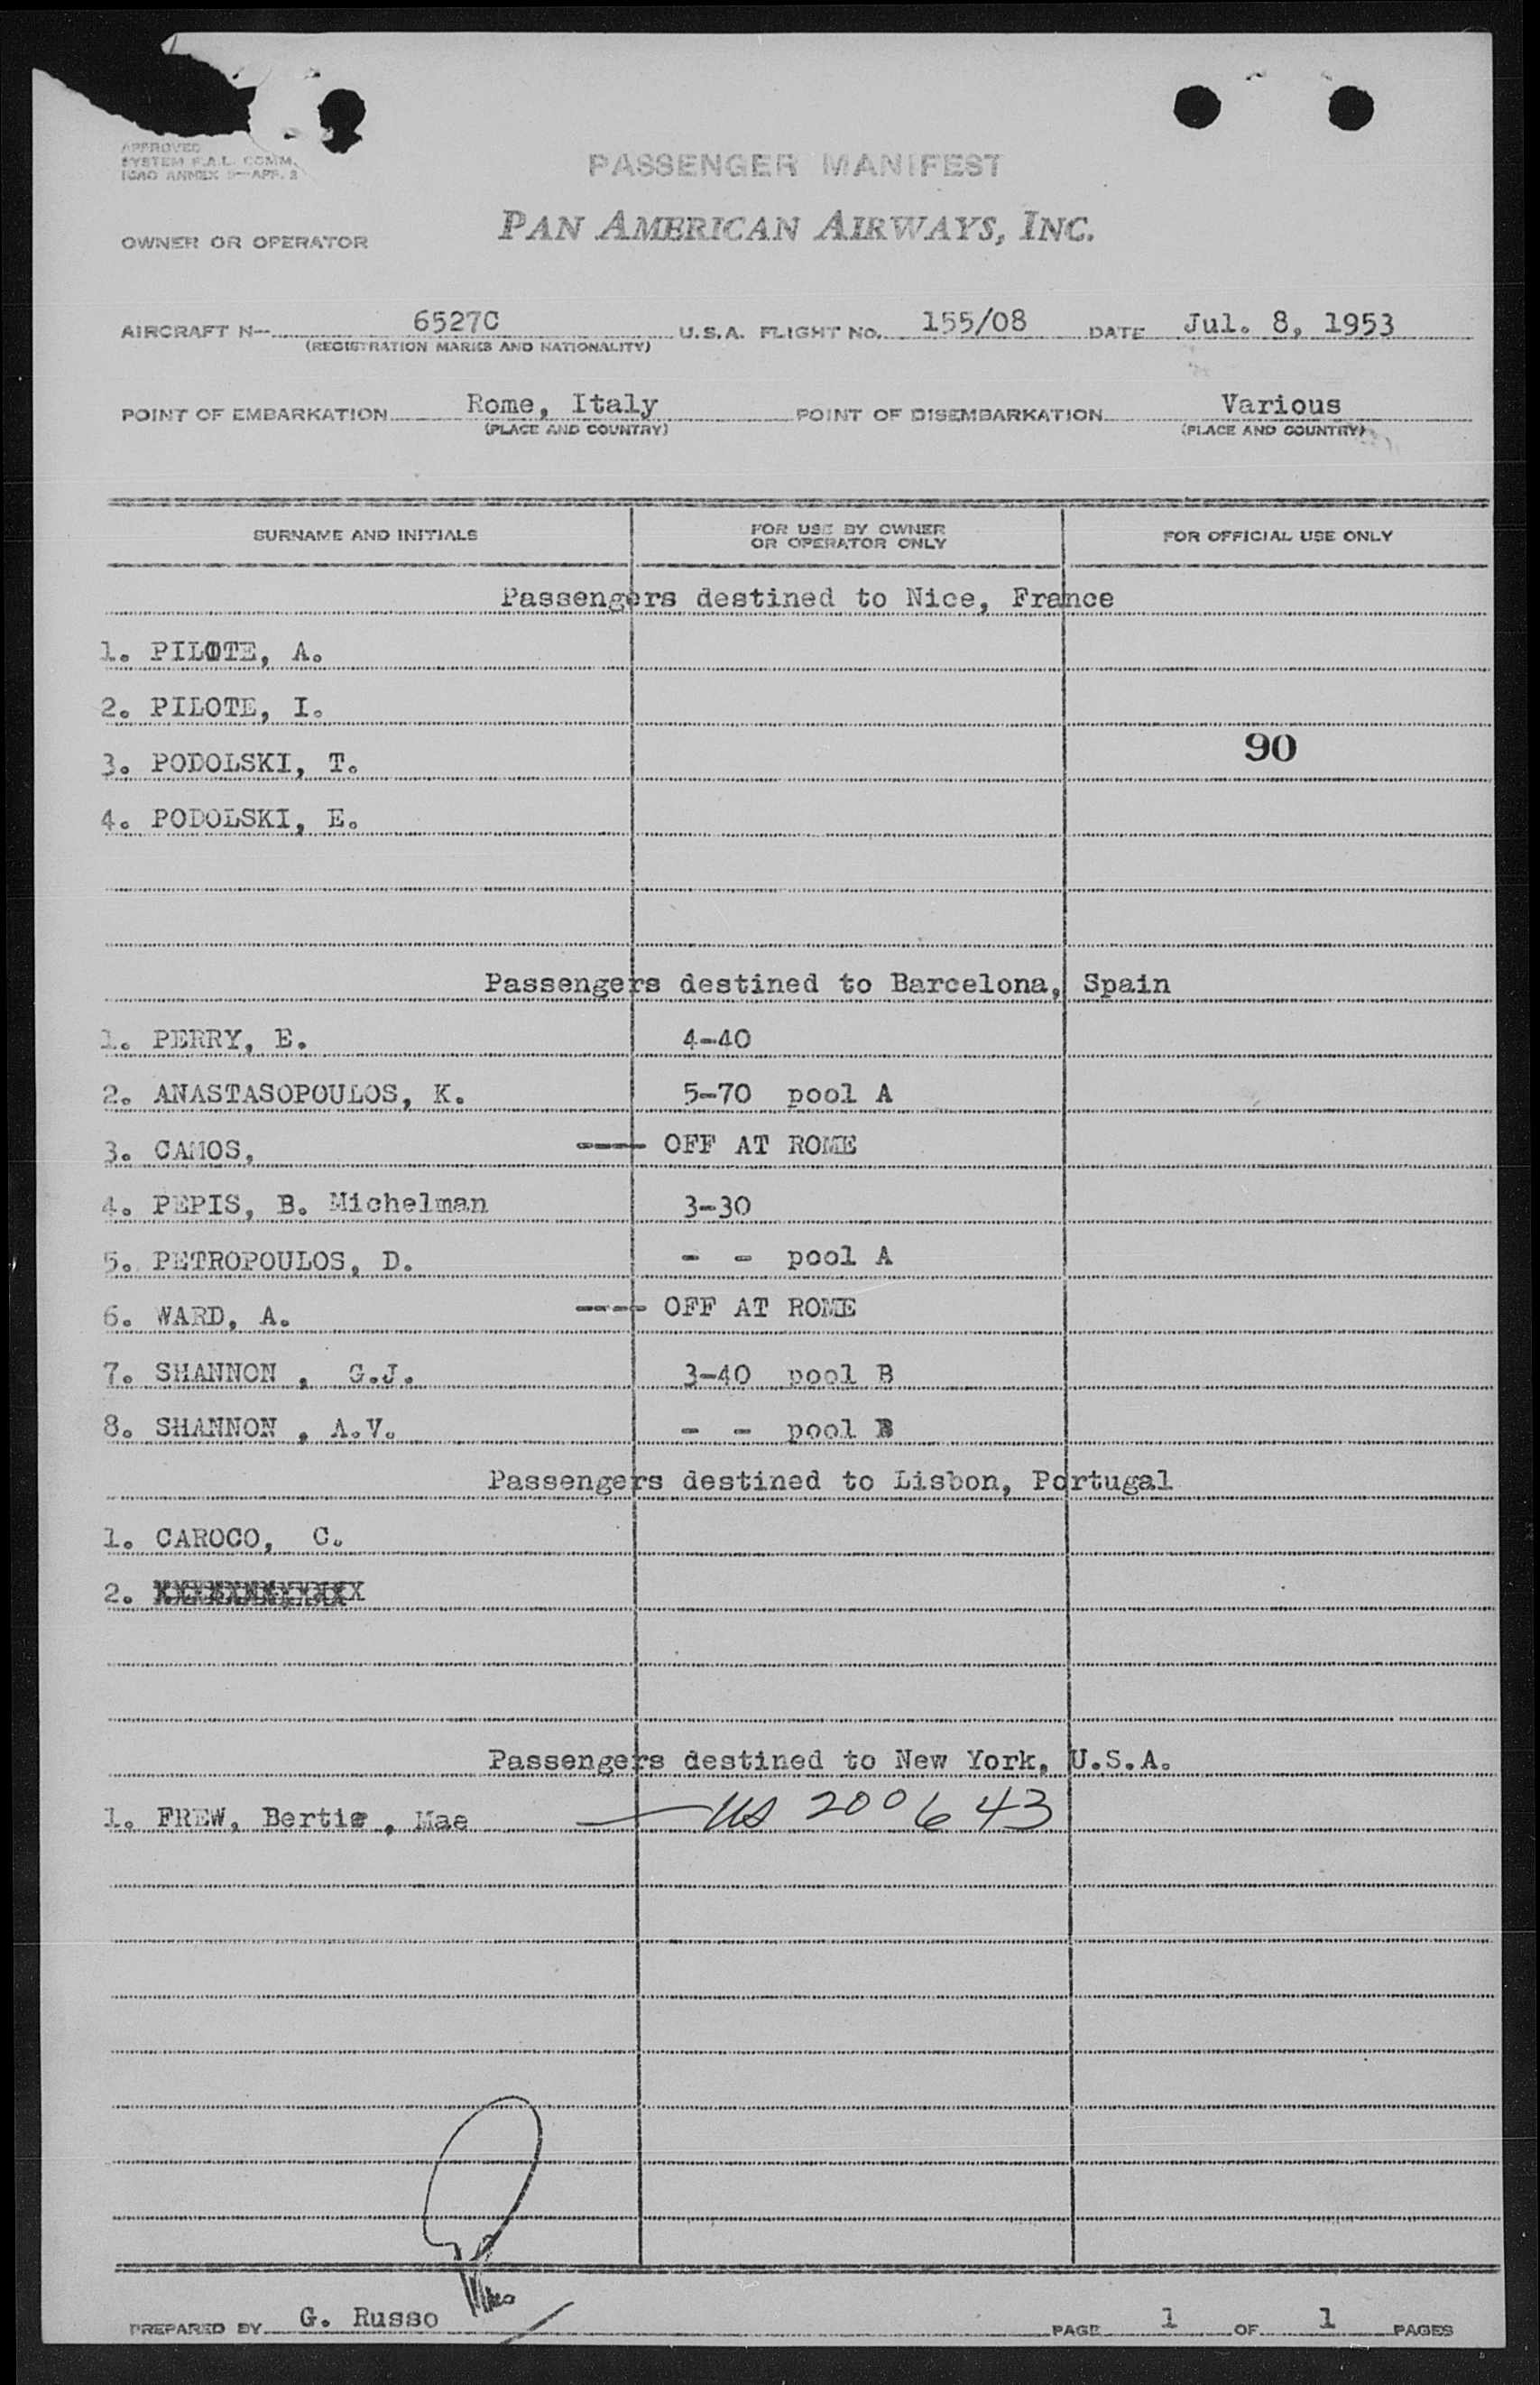 APPROVED
SYSTEM F.A.L. COMM.
ICAO ANNEX 9—APP. 2
PASSENGER MANIFEST
OWNER OR OPERATOR PAN AMERICAN AIRWAYS, INC.
AIRCRAFT N— 6527C U.S.A. FLIGHT NO. 155/08 DATE Jul. 8, 1953
(REGISTRATION MARKS AND NATIONALITY)
POINT OF EMBARKATION Rome, Italy POINT OF DISEMBARKATION Various
(PLACE AND COUNTRY) (PLACE AND COUNTRY)
SURNAME AND INITIALS FOR USE BY OWNER OR OPERATOR ONLY FOR OFFICIAL USE ONLY
Passengers destined to Nice, France
1. PILOTE, A.
2. PILOTE, I.
90
3. PODOLSKI, T.
4. PODOLSKI, E.
Passengers destined to Barcelona, Spain
1. PERRY, E. 4-40
2. ANASTASOPOULOS, K. 5-70 pool A
3. CAMOS, ---- OFF AT ROME
4. PEPIS, B. Michelman 3-30
5. PETROPOULOS, D. - - pool A
6. WARD, A. ---- OFF AT ROME
7. SHANNON , G.J. 3-40 pool B
8. SHANNON , A.V. - - pool B
Passengers destined to Lisbon, Portugal
1. CAROCO, C.
2.
Passengers destined to New York, U.S.A.
1. FREW, Bertie , Mae — US 200643
PREPARED BY G. Russo PAGE 1 OF 1 PAGES